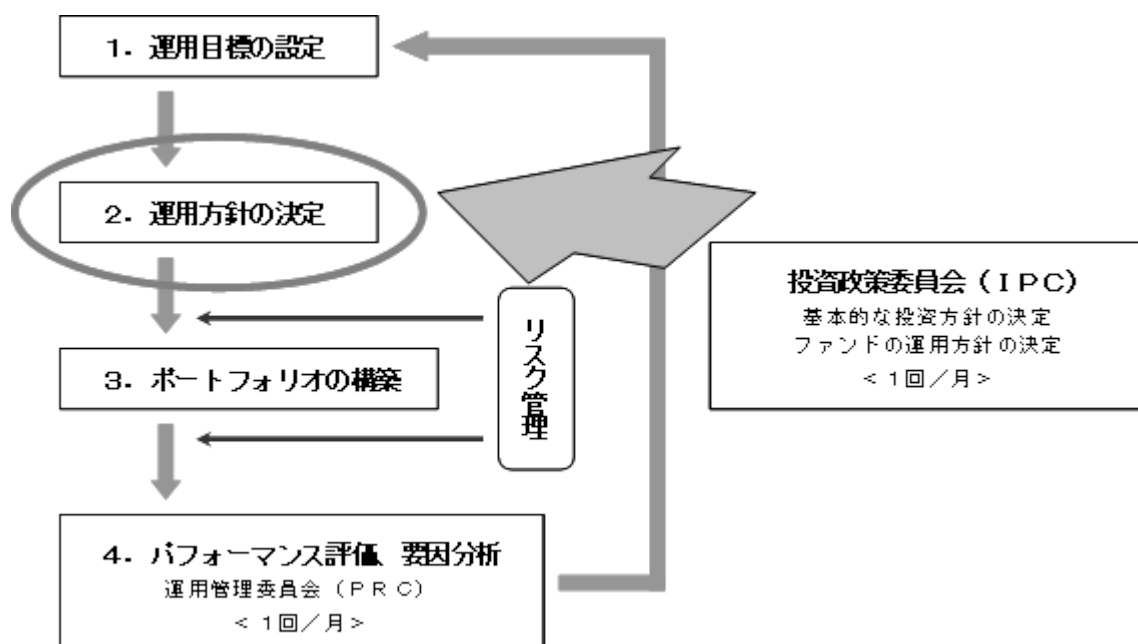 1．運用目標の設定
2．運用方針の決定
投資政策委員会（ＩＰＣ）
基本的な投資方針の決定
ファンドの運用方針の決定
＜１回／月＞
リスク管理
3．ポートフォリオの構築
4．パフォーマンス評価、要因分析
運用管理委員会（ＰＲＣ）
＜１回／月＞